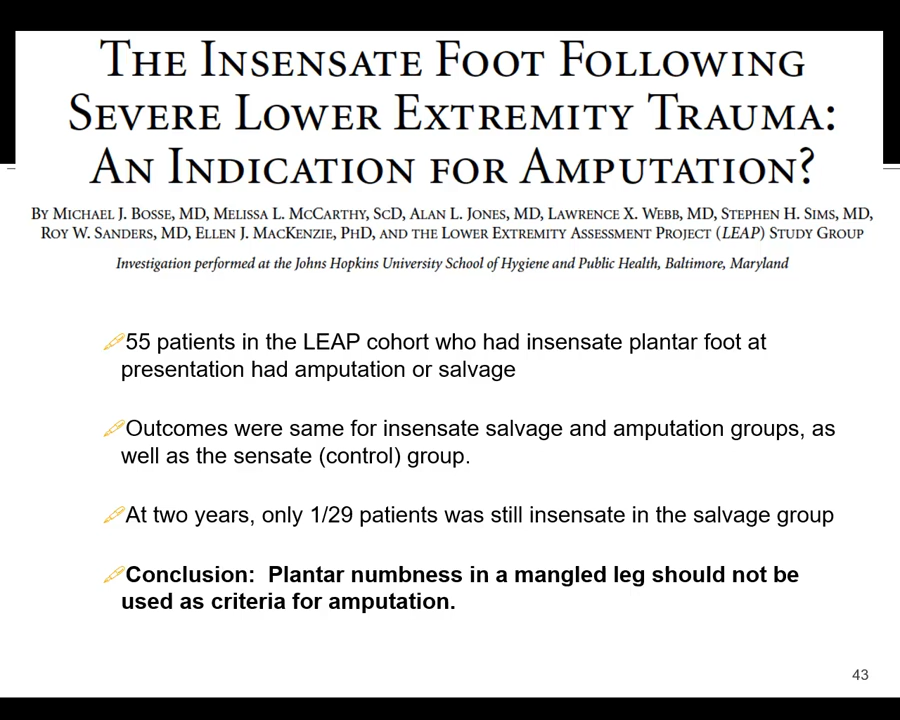 THE INSENSATE FOOT FOLLOWING
SEVERE LOWER EXTREMITY TRAUMA:
AN INDICATION FOR AMPUTATION?
BY MICHAEL J. BOSSE, MD, MELISSA L. MCCARTHY, SCD, ALAN L. JONES, MD, LAWRENCE X. WEBB, MD, STEPHEN H. SIMS, MD,
ROY W. SANDERS, MD, ELLEN J. MACKENZIE, PHD, AND THE LOWER EXTREMITY ASSESSMENT PROJECT (LEAP) STUDY GROUP
Investigation performed at the Johns Hopkins University School of Hygiene and Public Health, Baltimore, Maryland
55 patients in the LEAP cohort who had insensate plantar foot at
presentation had amputation or salvage
Outcomes were same for insensate salvage and amputation groups, as
well as the sensate (control) group.
At two years, only 1/29 patients was still insensate in the salvage group
Conclusion:  Plantar numbness in a mangled leg should not be
used as criteria for amputation.
43